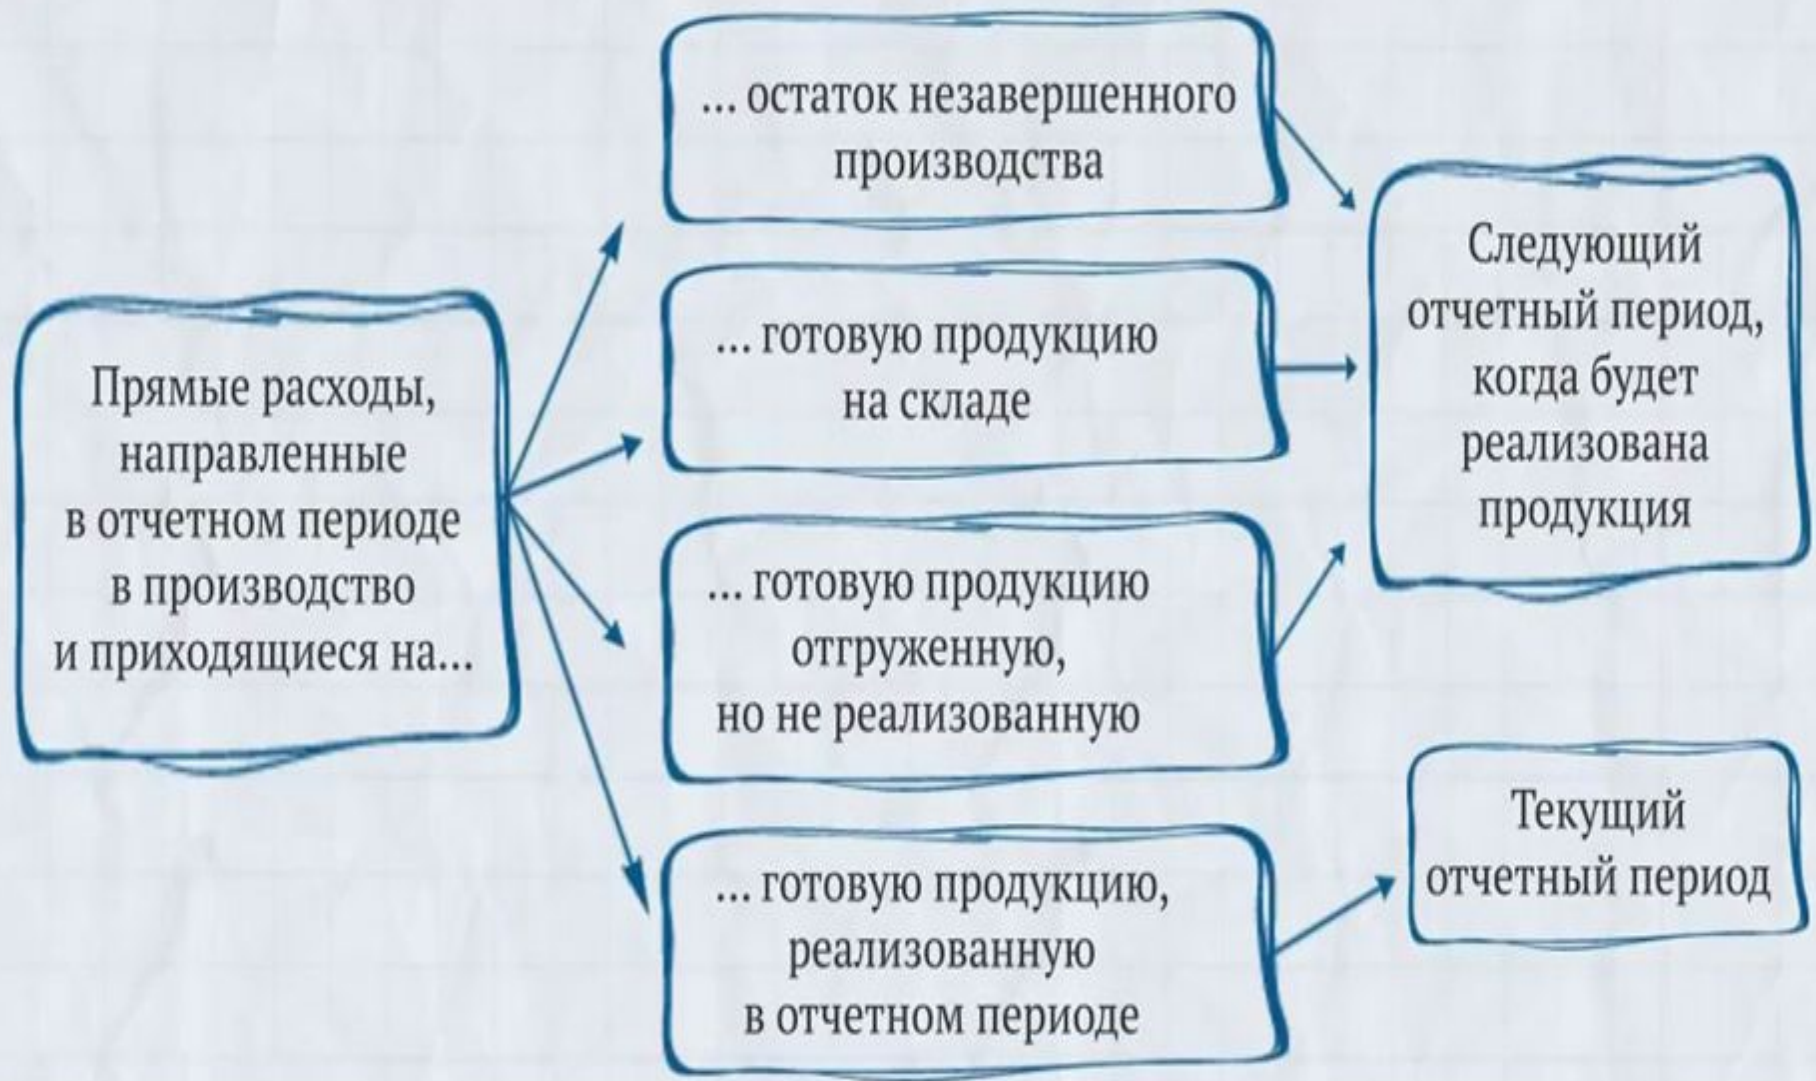 Прямые расходы,
направленные
в отчетном периоде
в производство
и приходящиеся на...
... остаток незавершенного
производства
... готовую продукцию
на складе
... готовую продукцию
отгруженную,
но не реализованную
... готовую продукцию,
реализованную
в отчетном периоде
Следующий
отчетный период,
когда будет
реализована
продукция
Текущий
отчетный период